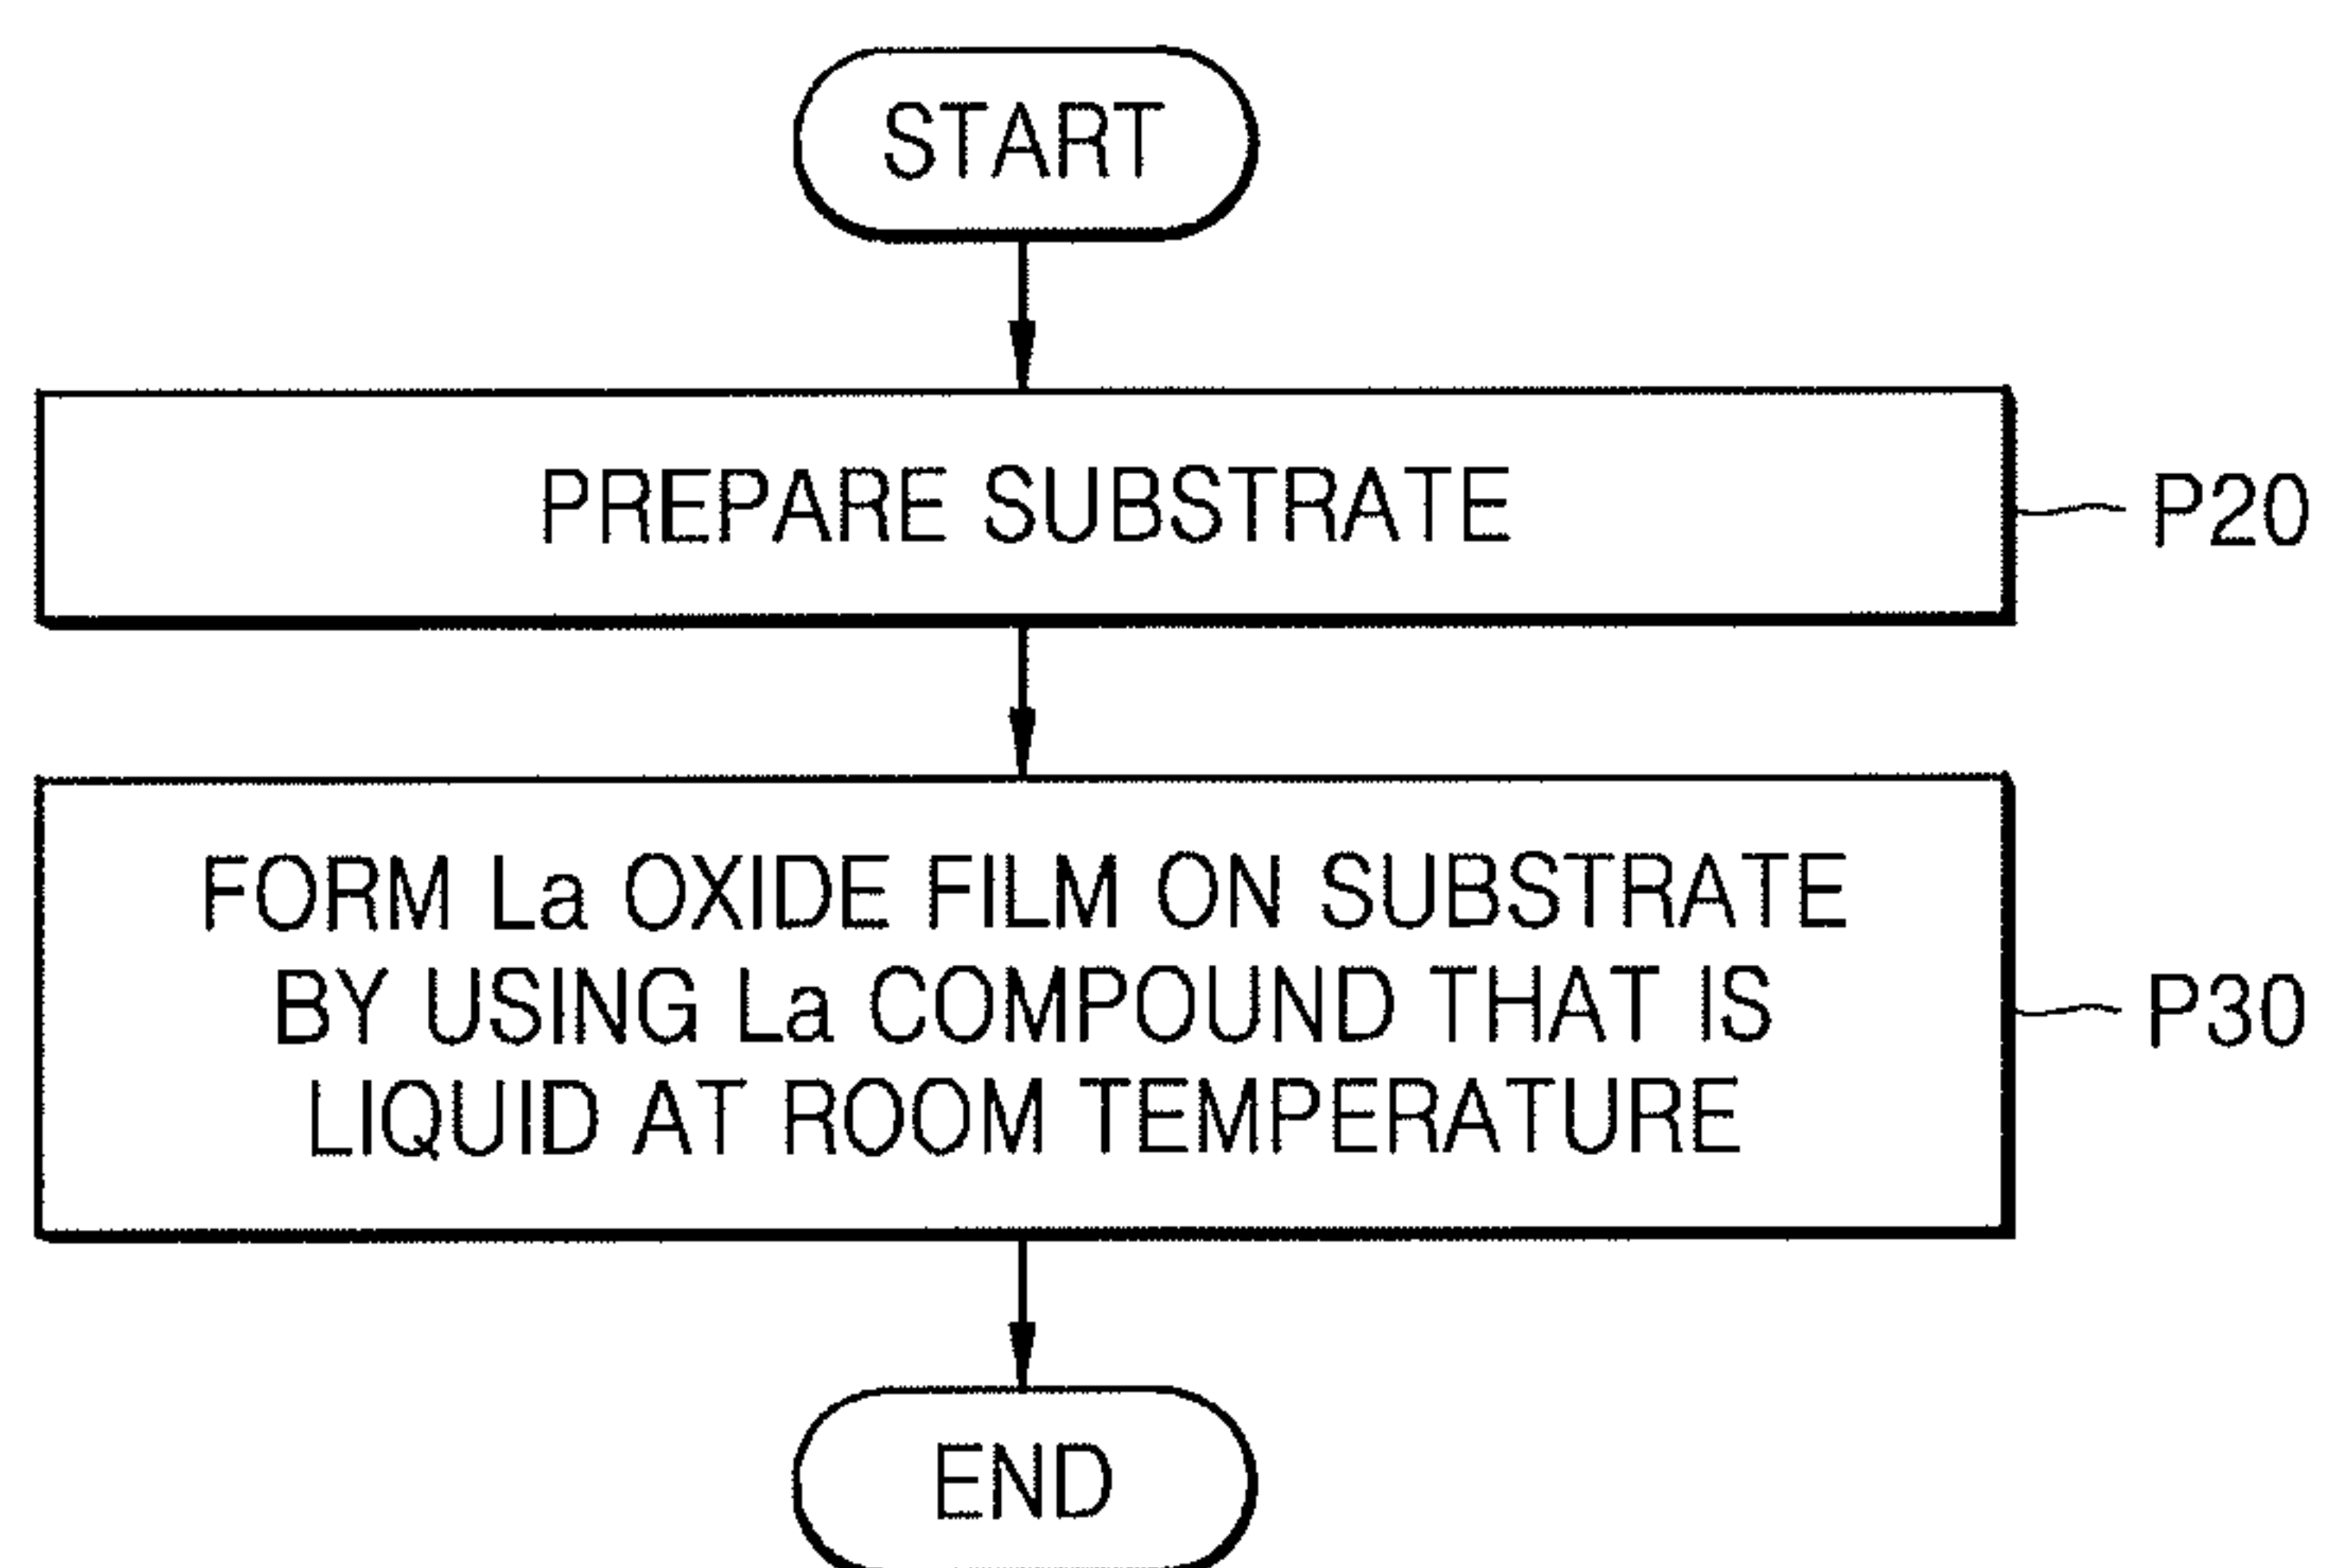 START
PREPARE SUBSTRATE
P20
FORM La OXIDE FILM ON SUBSTRATE
BY USING La COMPOUND THAT IS
LIQUID AT ROOM TEMPERATURE
P30
END